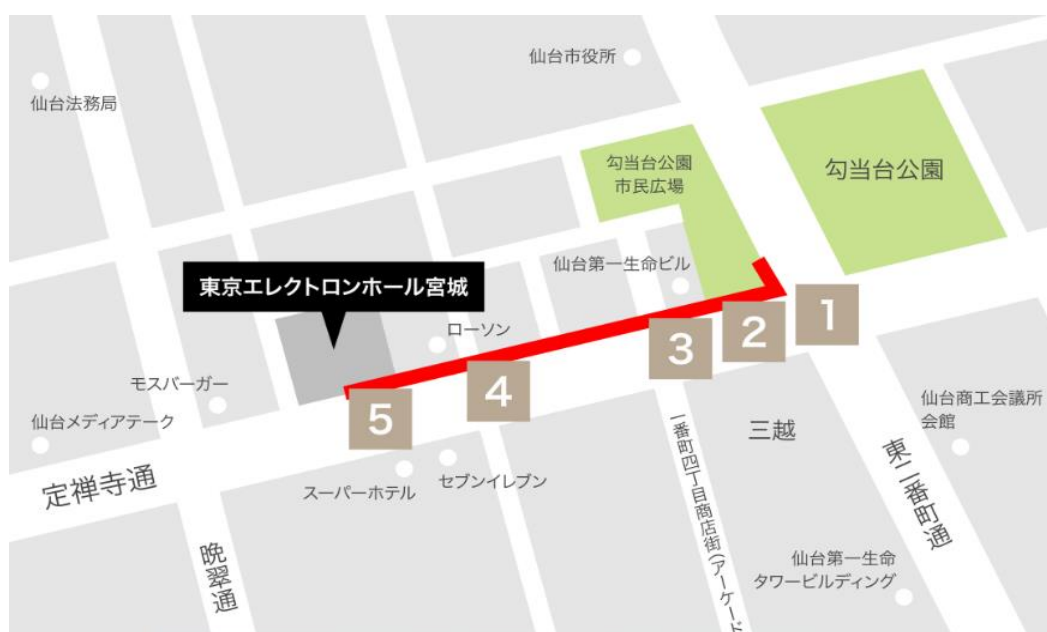 仙台市役所
仙台法務局
勾当台公園
市民広場
勾当台公園
仙台第一生命ビル
東京エレクトロンホール宮城
1
2
3
ローソン
4
モスバーガー
5
仙台メディアテーク
仙台商工会議所
会館
三越
定禅寺通
スーパーホテル
セブンイレブン
一番町四丁目商店街(アーケード
東二番町通
晩翠通
仙台第一生命
タワービルディング